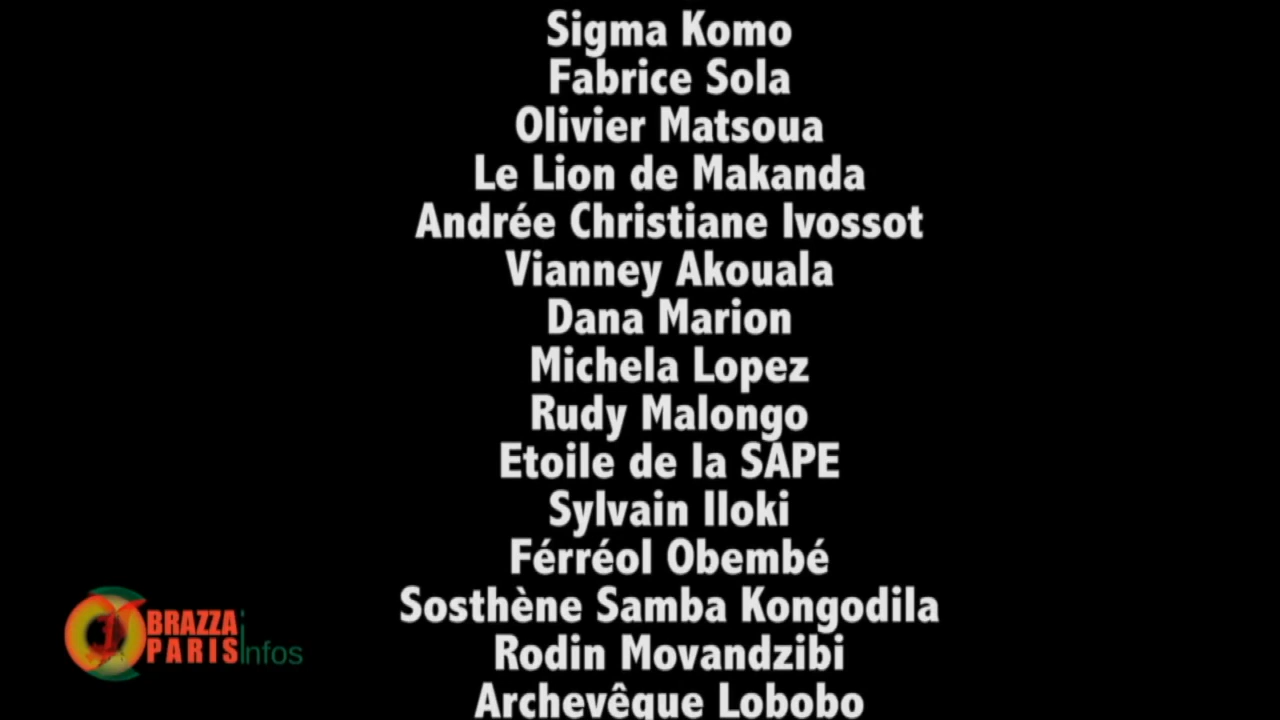 Sigma Komo
Fabrice Sola
Olivier Matsoua
Le Lion de Makanda
Andrée Christiane Ivossot
Vianney Akouala
Dana Marion
Michela Lopez
Rudy Malongo
Etoile de la SAPE
Sylvain Iloki
Férréol Obembé
Sosthène Samba Kongodila
Rodin Movandzibi
Archevêque Lobobo
BRAZZA
PARIS Infos